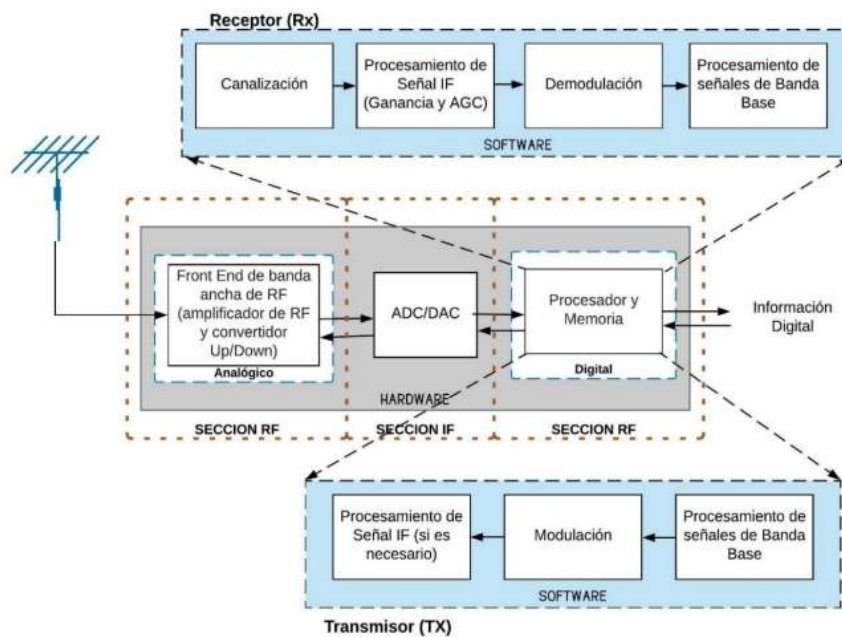 Receptor (Rx)
Canalización
Procesamiento de
Señal IF
(Ganancia y AGC)
Demodulación
Procesamiento de
señales de Banda
Base
SOFTWARE
Front End de banda
ancha de RF
(amplificador de RF
y convertidor
Up/Down)
Analógico
ADC/DAC
Procesador y
Memoria
Digital
Información
Digital
HARDWARE
SECCION RF
SECCION IF
SECCION RF
Procesamiento de
Señal IF (si es
necesario)
Modulación
Procesamiento de
señales de Banda
Base
SOFTWARE
Transmisor (TX)